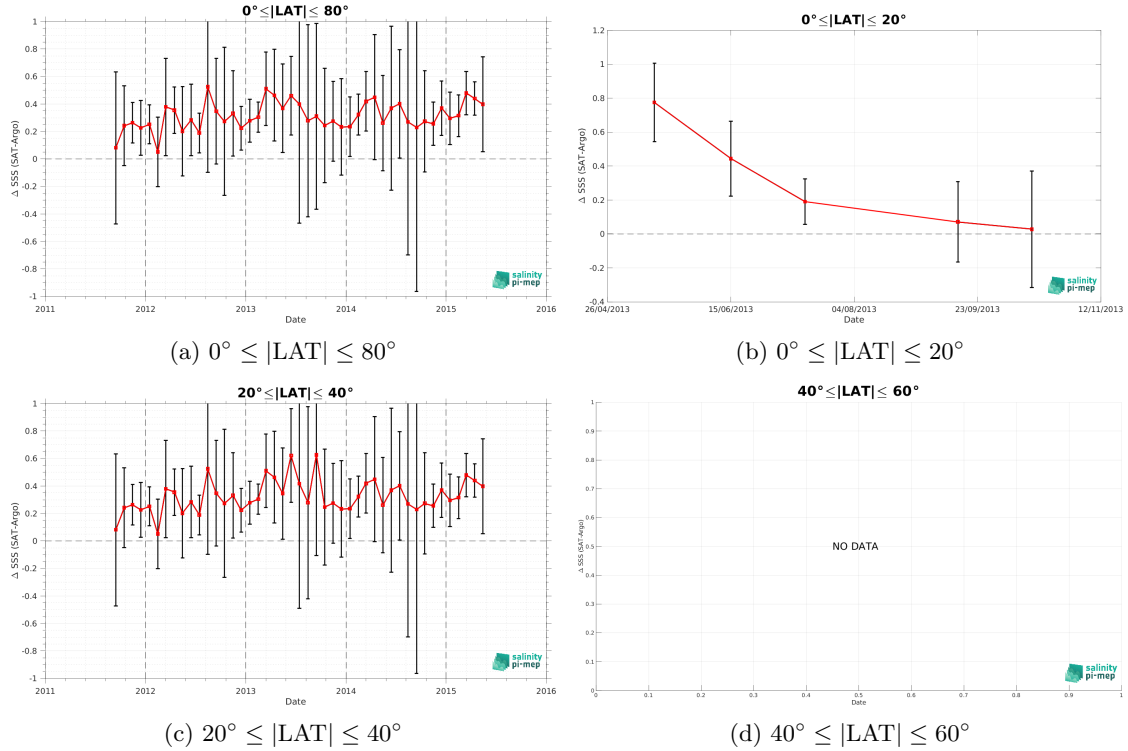 0°≤|LAT|≤ 80°
1
0.8
0.6
0.4
0.2
0
-0.2
-0.4
-0.6
-0.8
-1
Δ SSS (SAT-Argo)
2011
2012
2013
2014
2015
2016
Date
salinity
pi-mep
(a) 0° ≤ |LAT| ≤ 80°
0°≤|LAT|≤ 20°
1.2
1
0.8
0.6
0.4
0.2
0
-0.2
-0.4
Δ SSS (SAT-Argo)
26/04/2013
15/06/2013
04/08/2013
23/09/2013
12/11/2013
Date
salinity
pi-mep
(b) 0° ≤ |LAT| ≤ 20°
20°≤|LAT|≤ 40°
1
0.8
0.6
0.4
0.2
0
-0.2
-0.4
-0.6
-0.8
-1
Δ SSS (SAT-Argo)
2011
2012
2013
2014
2015
2016
Date
salinity
pi-mep
(c) 20° ≤ |LAT| ≤ 40°
40°≤|LAT|≤ 60°
1
0.9
0.8
0.7
0.6
0.5
0.4
0.3
0.2
0.1
0
Δ SSS (SAT-Argo)
NO DATA
0
0.1
0.2
0.3
0.4
0.5
0.6
0.7
0.8
0.9
1
Date
salinity
pi-mep
(d) 40° ≤ |LAT| ≤ 60°